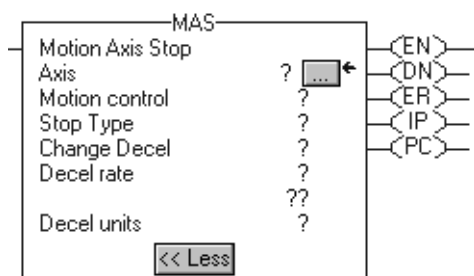 MAS
Motion Axis Stop
Axis ? ...
Motion control ?
Stop Type ?
Change Decel ?
Decel rate ?
??
Decel units ?
<< Less
EN
DN
ER
IP
PC